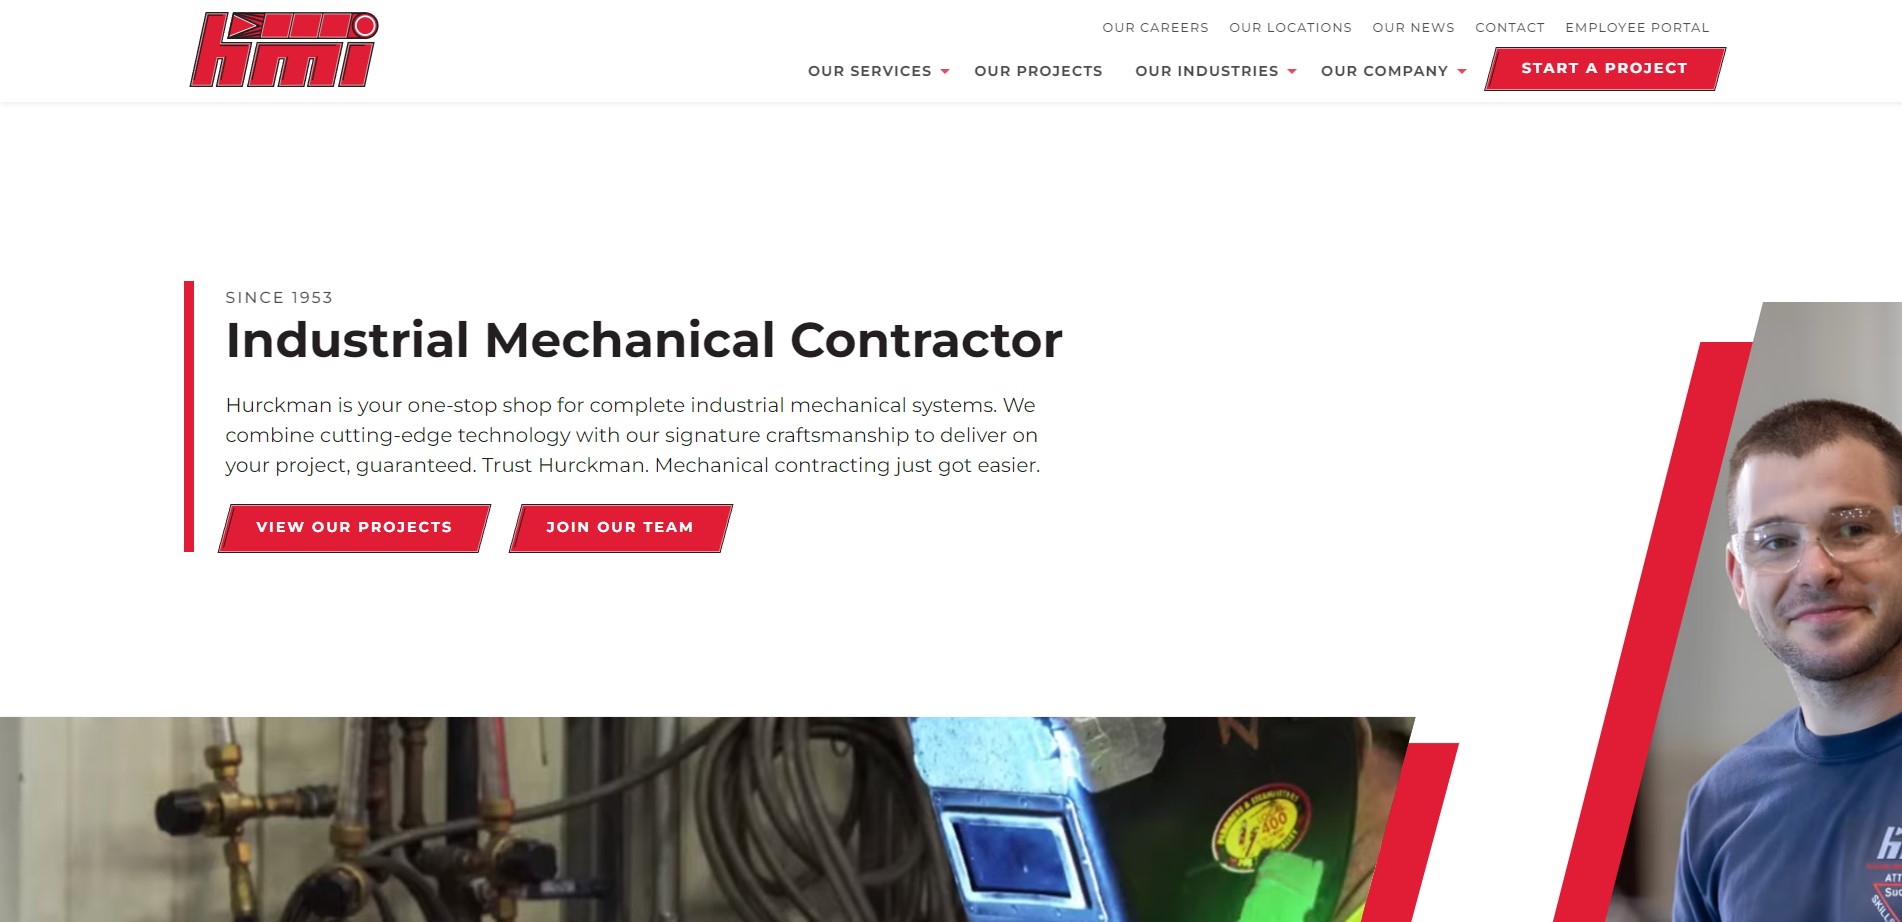 hmi
OUR CAREERS OUR LOCATIONS OUR NEWS CONTACT EMPLOYEE PORTAL
OUR SERVICES OUR PROJECTS OUR INDUSTRIES OUR COMPANY START A PROJECT
SINCE 1953
Industrial Mechanical Contractor
Hurckman is your one-stop shop for complete industrial mechanical systems. We
combine cutting-edge technology with our signature craftsmanship to deliver on
your project, guaranteed. Trust Hurckman. Mechanical contracting just got easier.
VIEW OUR PROJECTS JOIN OUR TEAM
400